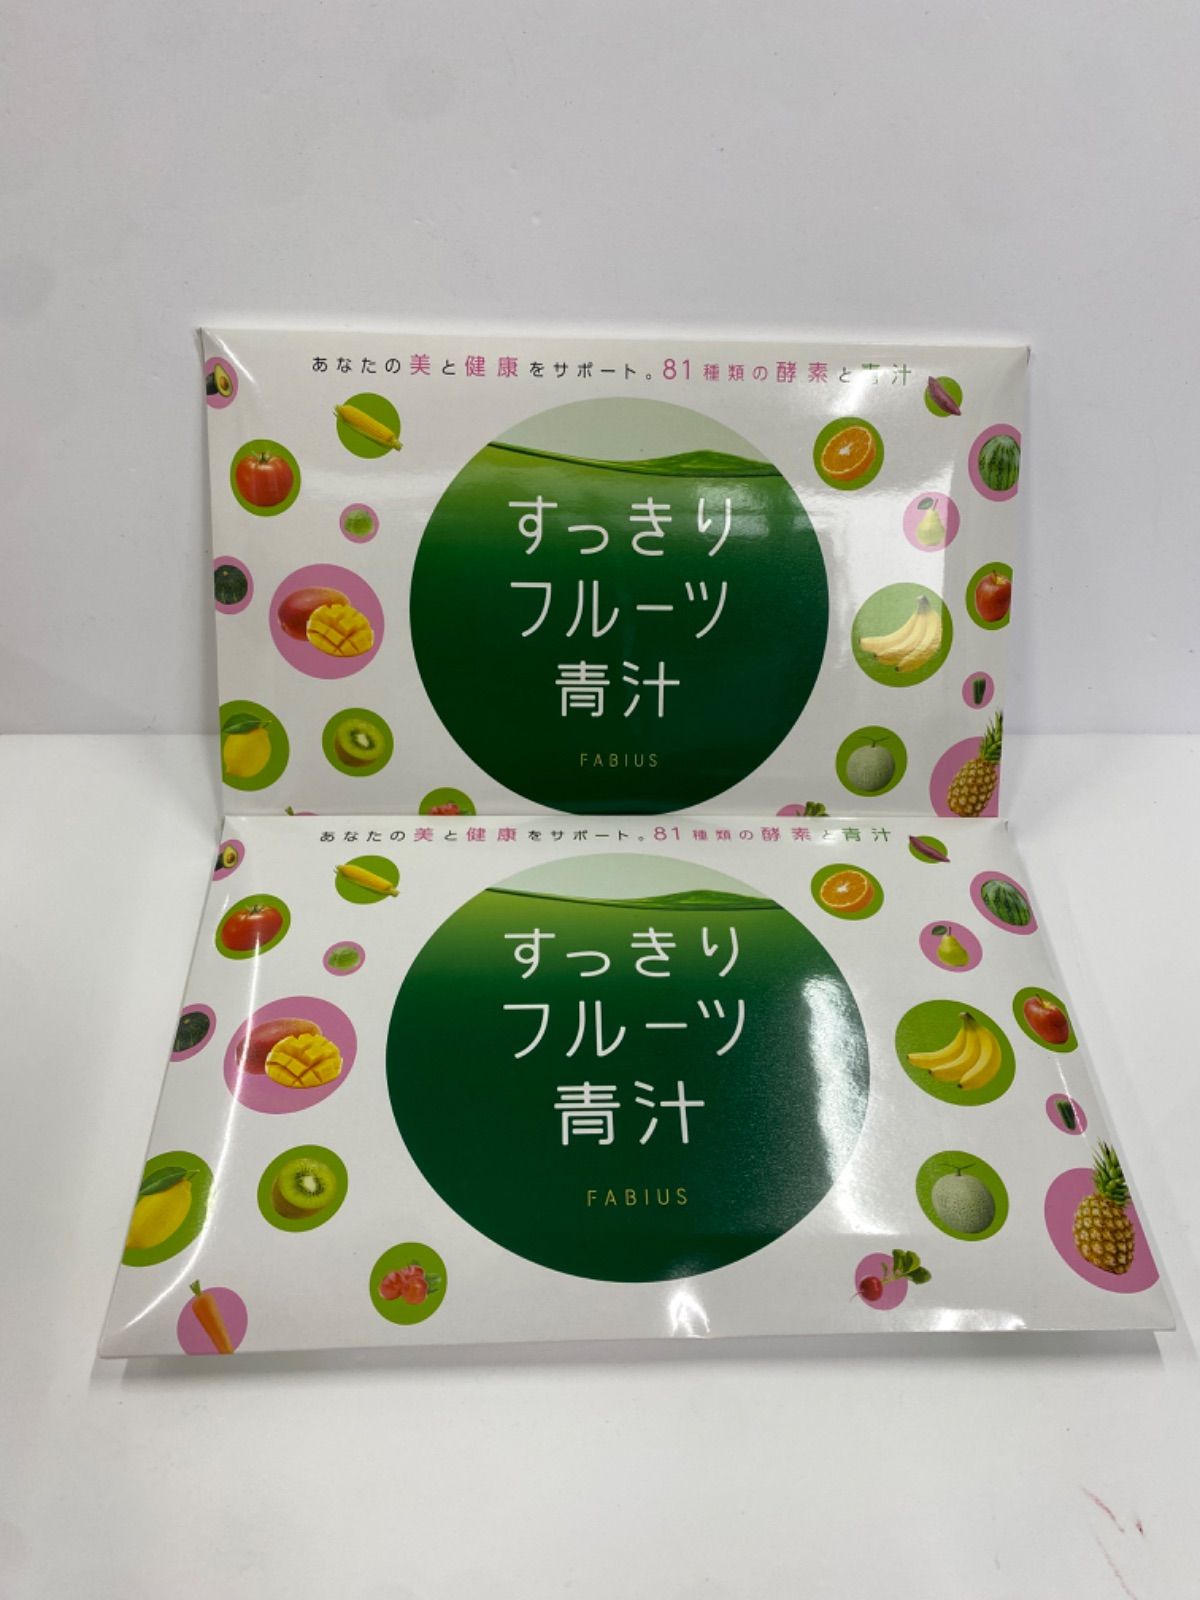 あなたの美と健康をサポート。81種類の酵素と青汁
すっきり
フルーツ
青汁
FABIUS
あなたの美と健康をサポート。81種類の酵素と青汁
すっきり
フルーツ
青汁
FABIUS